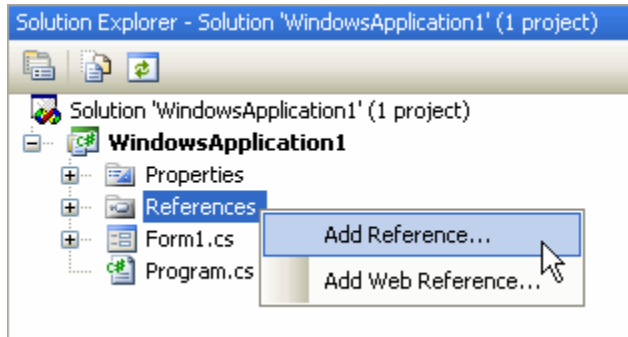 Solution Explorer - Solution 'WindowsApplication1' (1 project)
Solution 'WindowsApplication1' (1 project)
WindowsApplication1
Properties
References
Add Reference...
Form1.cs
Program.cs
Add Web Reference...